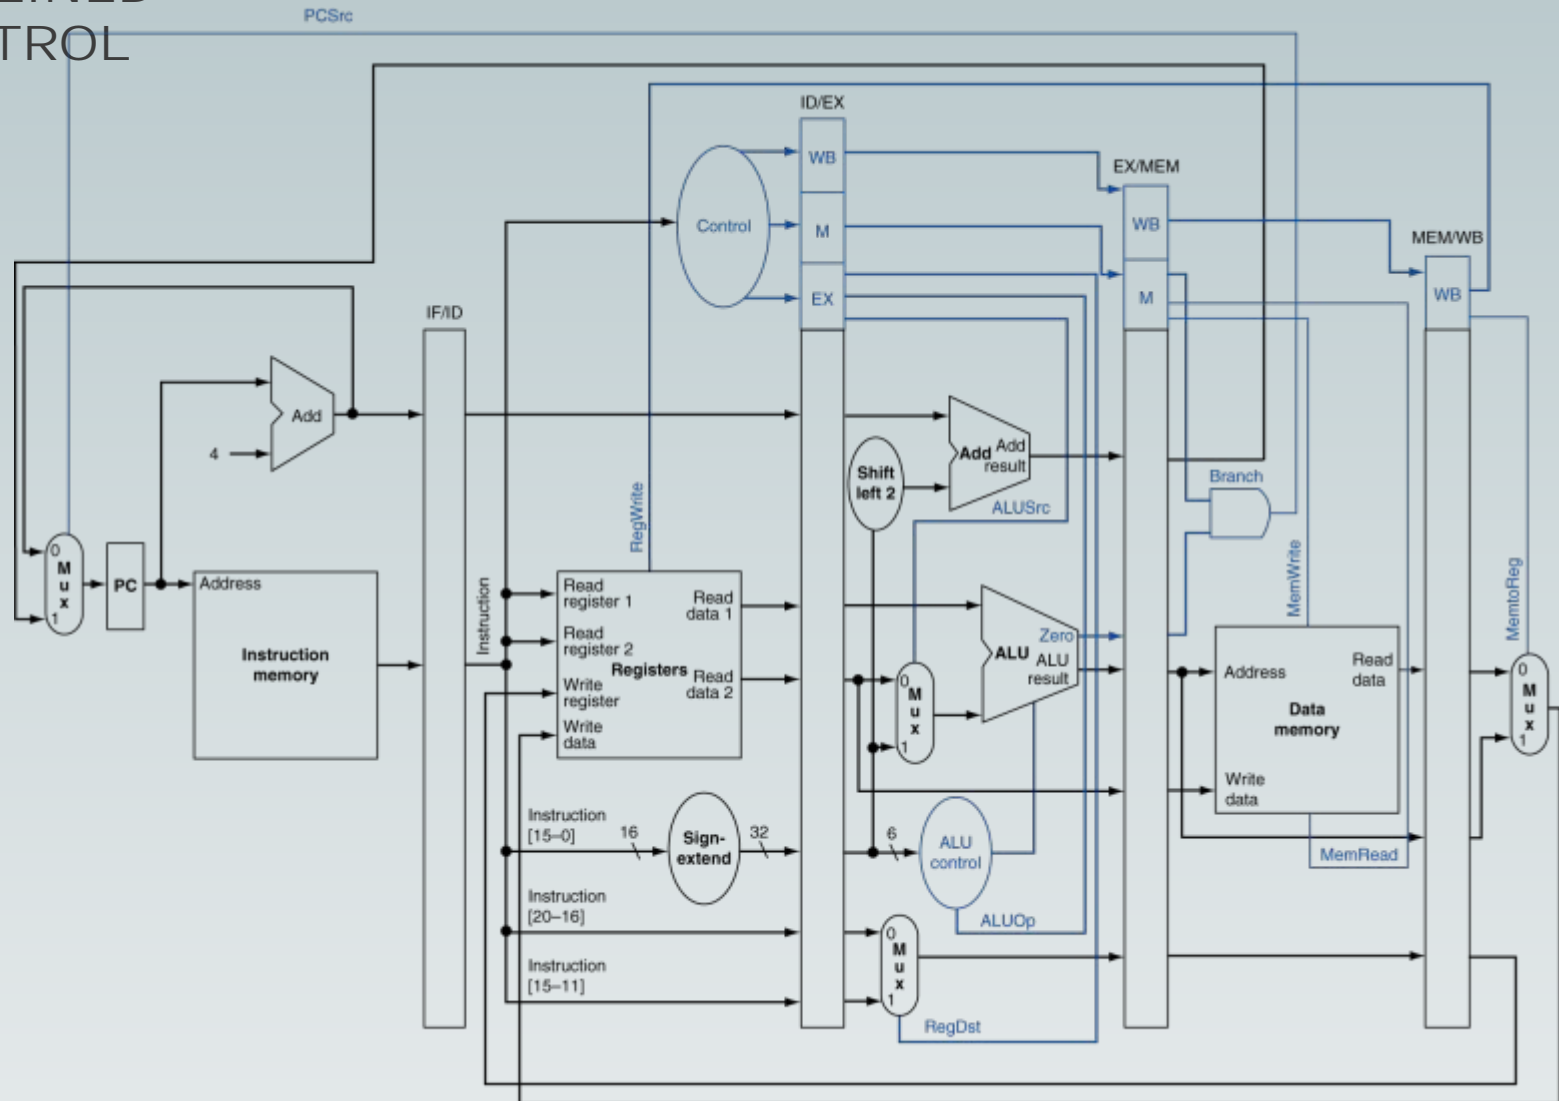 TROL
PCSrc
ID/EX
WB
Control
M
EX
EX/MEM
WB
M
MEM/WB
WB
IF/ID
Add
4
0
M
u
x
1
PC
Address
Instruction
memory
Instruction
RegWrite
Read
register 1
Read
register 2
Write
register
Write
data
Registers
Read
data 1
Read
data 2
Shift
left 2
Add
Add
result
ALUSrc
Zero
ALU
ALU
result
0
M
u
x
1
Branch
MemWrite
Address
Read
data
Data
memory
Write
data
MemRead
MemtoReg
0
M
u
x
1
Instruction
[15–0]
16
Sign-
extend
32
6
ALU
control
ALUOp
Instruction
[20–16]
Instruction
[15–11]
0
M
u
x
1
RegDst